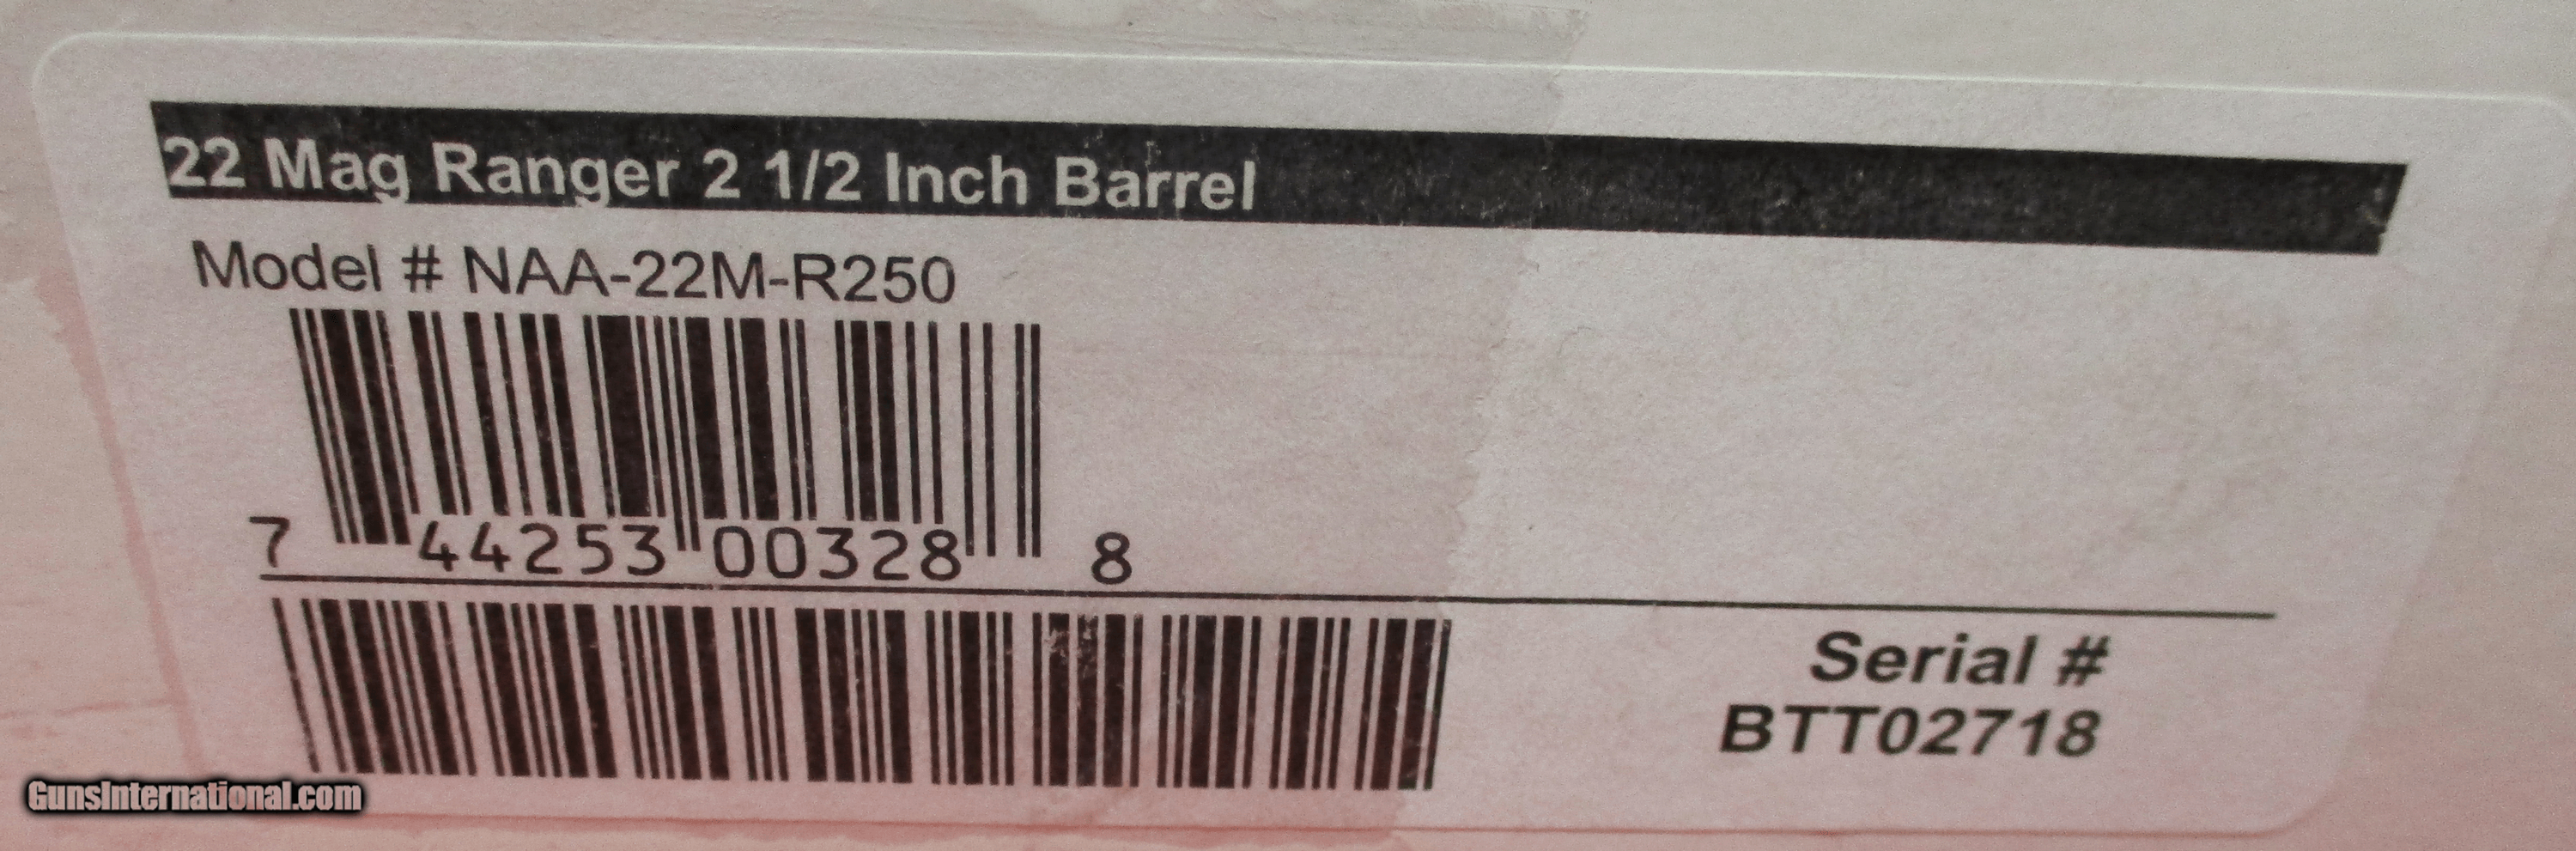 22 Mag Ranger 2 1/2 Inch Barrel
Model # NAA-22M-R250
7 44253 00328 8
Serial #
BTT02718
GunsInternational.com